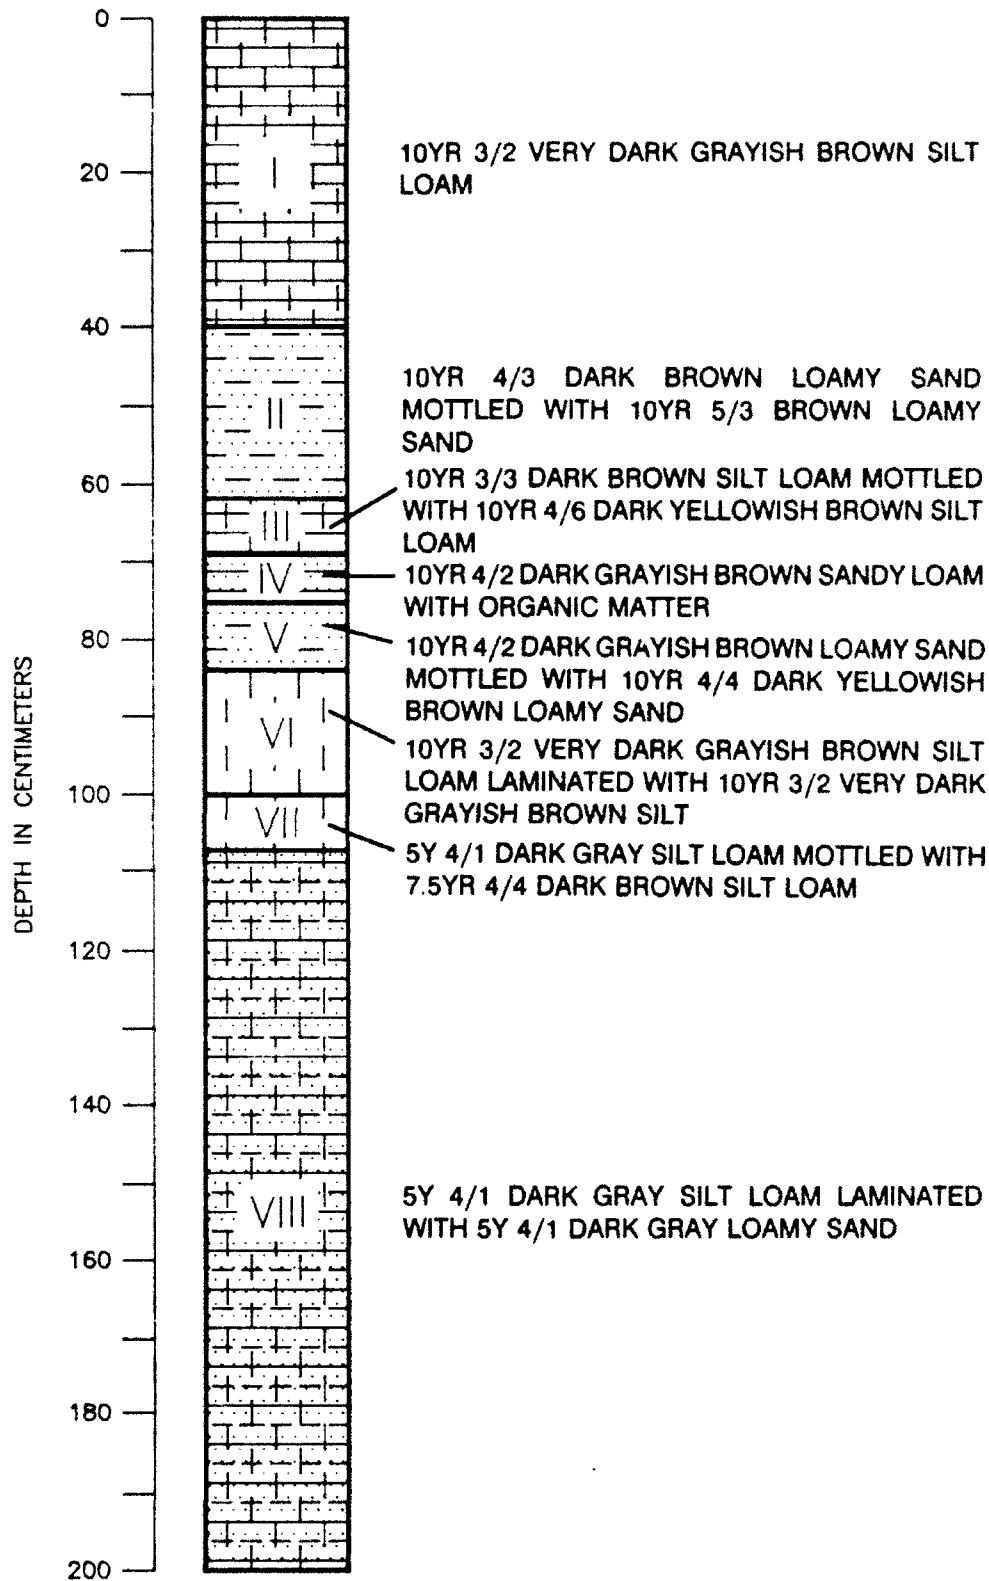 0
20
40
60
80
100
120
140
160
180
200
DEPTH IN CENTIMETERS
I
II
III
IV
V
VI
VII
VIII
10YR 3/2 VERY DARK GRAYISH BROWN SILT
LOAM
10YR 4/3 DARK BROWN LOAMY SAND
MOTTLED WITH 10YR 5/3 BROWN LOAMY
SAND
10YR 3/3 DARK BROWN SILT LOAM MOTTLED
WITH 10YR 4/6 DARK YELLOWISH BROWN SILT
LOAM
10YR 4/2 DARK GRAYISH BROWN SANDY LOAM
WITH ORGANIC MATTER
10YR 4/2 DARK GRAYISH BROWN LOAMY SAND
MOTTLED WITH 10YR 4/4 DARK YELLOWISH
BROWN LOAMY SAND
10YR 3/2 VERY DARK GRAYISH BROWN SILT
LOAM LAMINATED WITH 10YR 3/2 VERY DARK
GRAYISH BROWN SILT
5Y 4/1 DARK GRAY SILT LOAM MOTTLED WITH
7.5YR 4/4 DARK BROWN SILT LOAM
5Y 4/1 DARK GRAY SILT LOAM LAMINATED
WITH 5Y 4/1 DARK GRAY LOAMY SAND